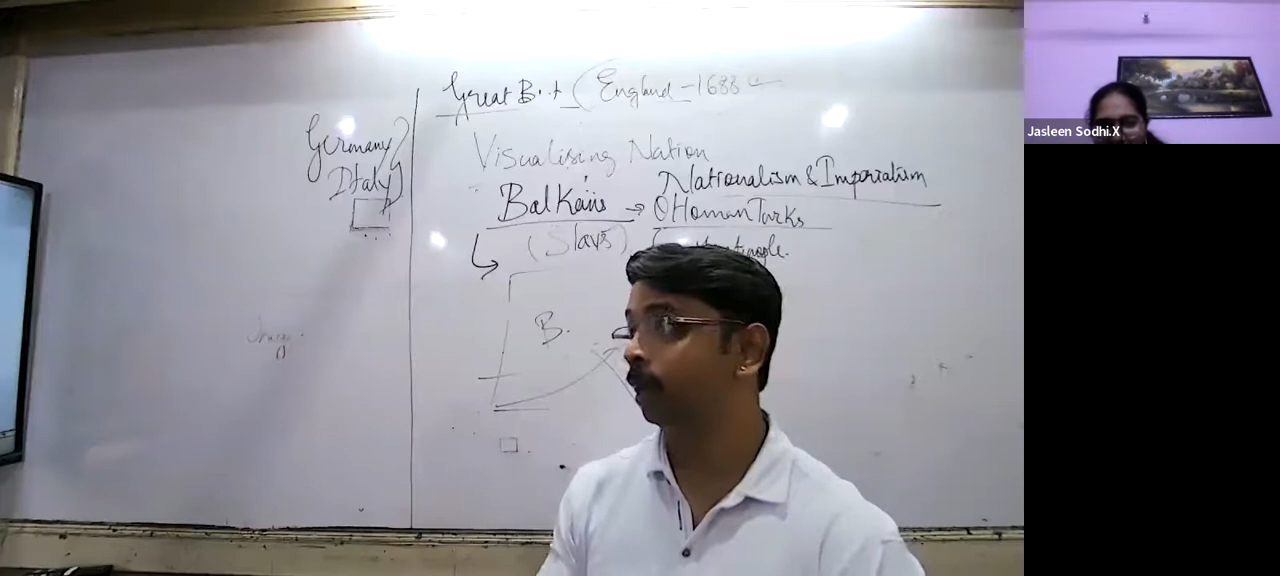 Great B.t (England - 1688
Germany
Italy
Visualising Nation
Nationalism & Imperialism
Balkans → Ottoman Turks
(Slavs)
B.
Jasleen Sodhi.X